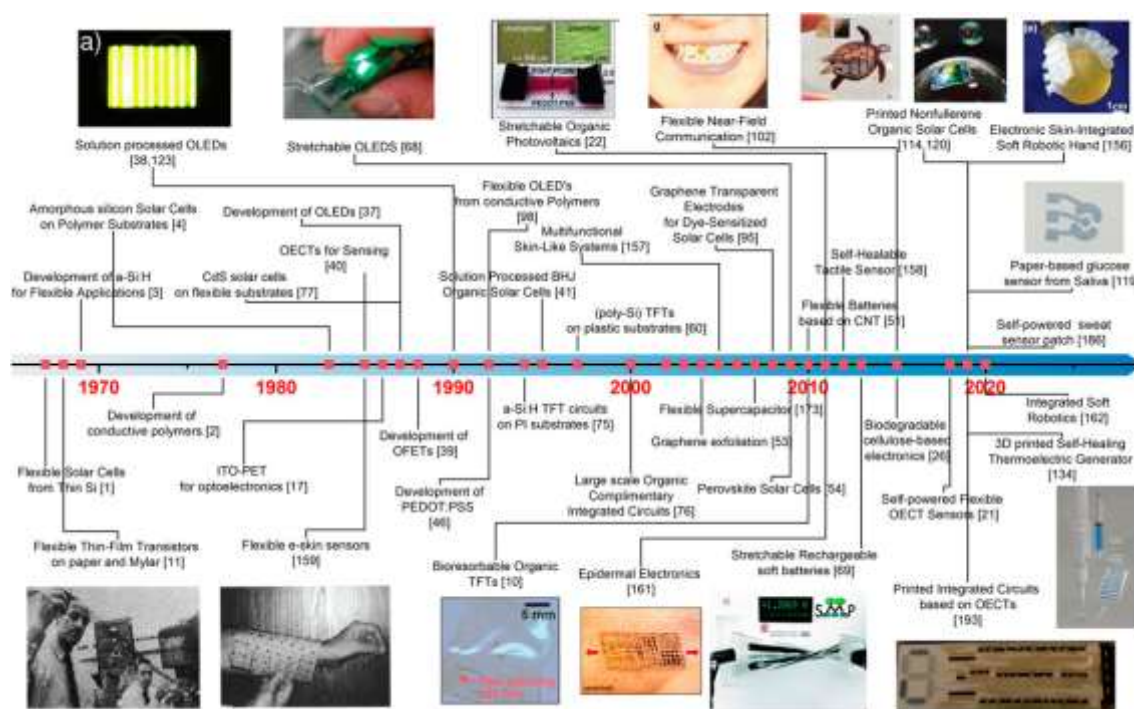 a)
g
(e)
1cm
PEDOT:PSS
Solution processed OLEDs
[38,123]
Stretchable OLEDS [68]
Stretchable Organic
Photovoltaics [22]
Flexible Near-Field
Communication [102]
Printed Nonfullerene
Organic Solar Cells
[114,120]
Electronic Skin-Integrated
Soft Robotic Hand [156]
Amorphous silicon Solar Cells
on Polymer Substrates [4]
Development of OLEDs [37]
Flexible OLED's
from conductive Polymers
[98]
Graphene Transparent
Electrodes
for Dye-Sensitized
Solar Cells [95]
OECTs for Sensing
[40]
Multifunctional
Skin-Like Systems [157]
Self-Healable
Tactile Sensor [158]
Development of a-Si:H
for Flexible Applications [3]
CdS solar cells
on flexible substrates [77]
Solution Processed BHJ
Organic Solar Cells [41]
Paper-based glucose
sensor from Saliva [119]
(poly-Si) TFTs
on plastic substrates [60]
Flexible Batteries
based on CNT [51]
Self-powered sweat
sensor patch [186]
1970
1980
1990
2000
2010
2020
Development of
conductive polymers [2]
a-Si:H TFT circuits
on PI substrates [75]
Flexible Supercapacitor [173]
Integrated Soft
Robotics [162]
Flexible Solar Cells
from Thin Si [1]
ITO-PET
for optoelectronics [17]
Development of
OFETs [39]
Graphene exfoliation [53]
Biodegradable
cellulose-based
electronics [26]
3D printed Self-Healing
Thermoelectric Generator
[134]
Development of
PEDOT:PSS
[46]
Large scale Organic
Complimentary
Integrated Circuits [76]
Perovskite Solar Cells [54]
Self-powered Flexible
OECT Sensors [21]
Flexible Thin-Film Transistors
on paper and Mylar [11]
Flexible e-skin sensors
[159]
Bioresorbable Organic
TFTs [10]
Epidermal Electronics
[161]
Stretchable Rechargeable
soft batteries [69]
Printed Integrated Circuits
based on OECTs
[193]
5 mm